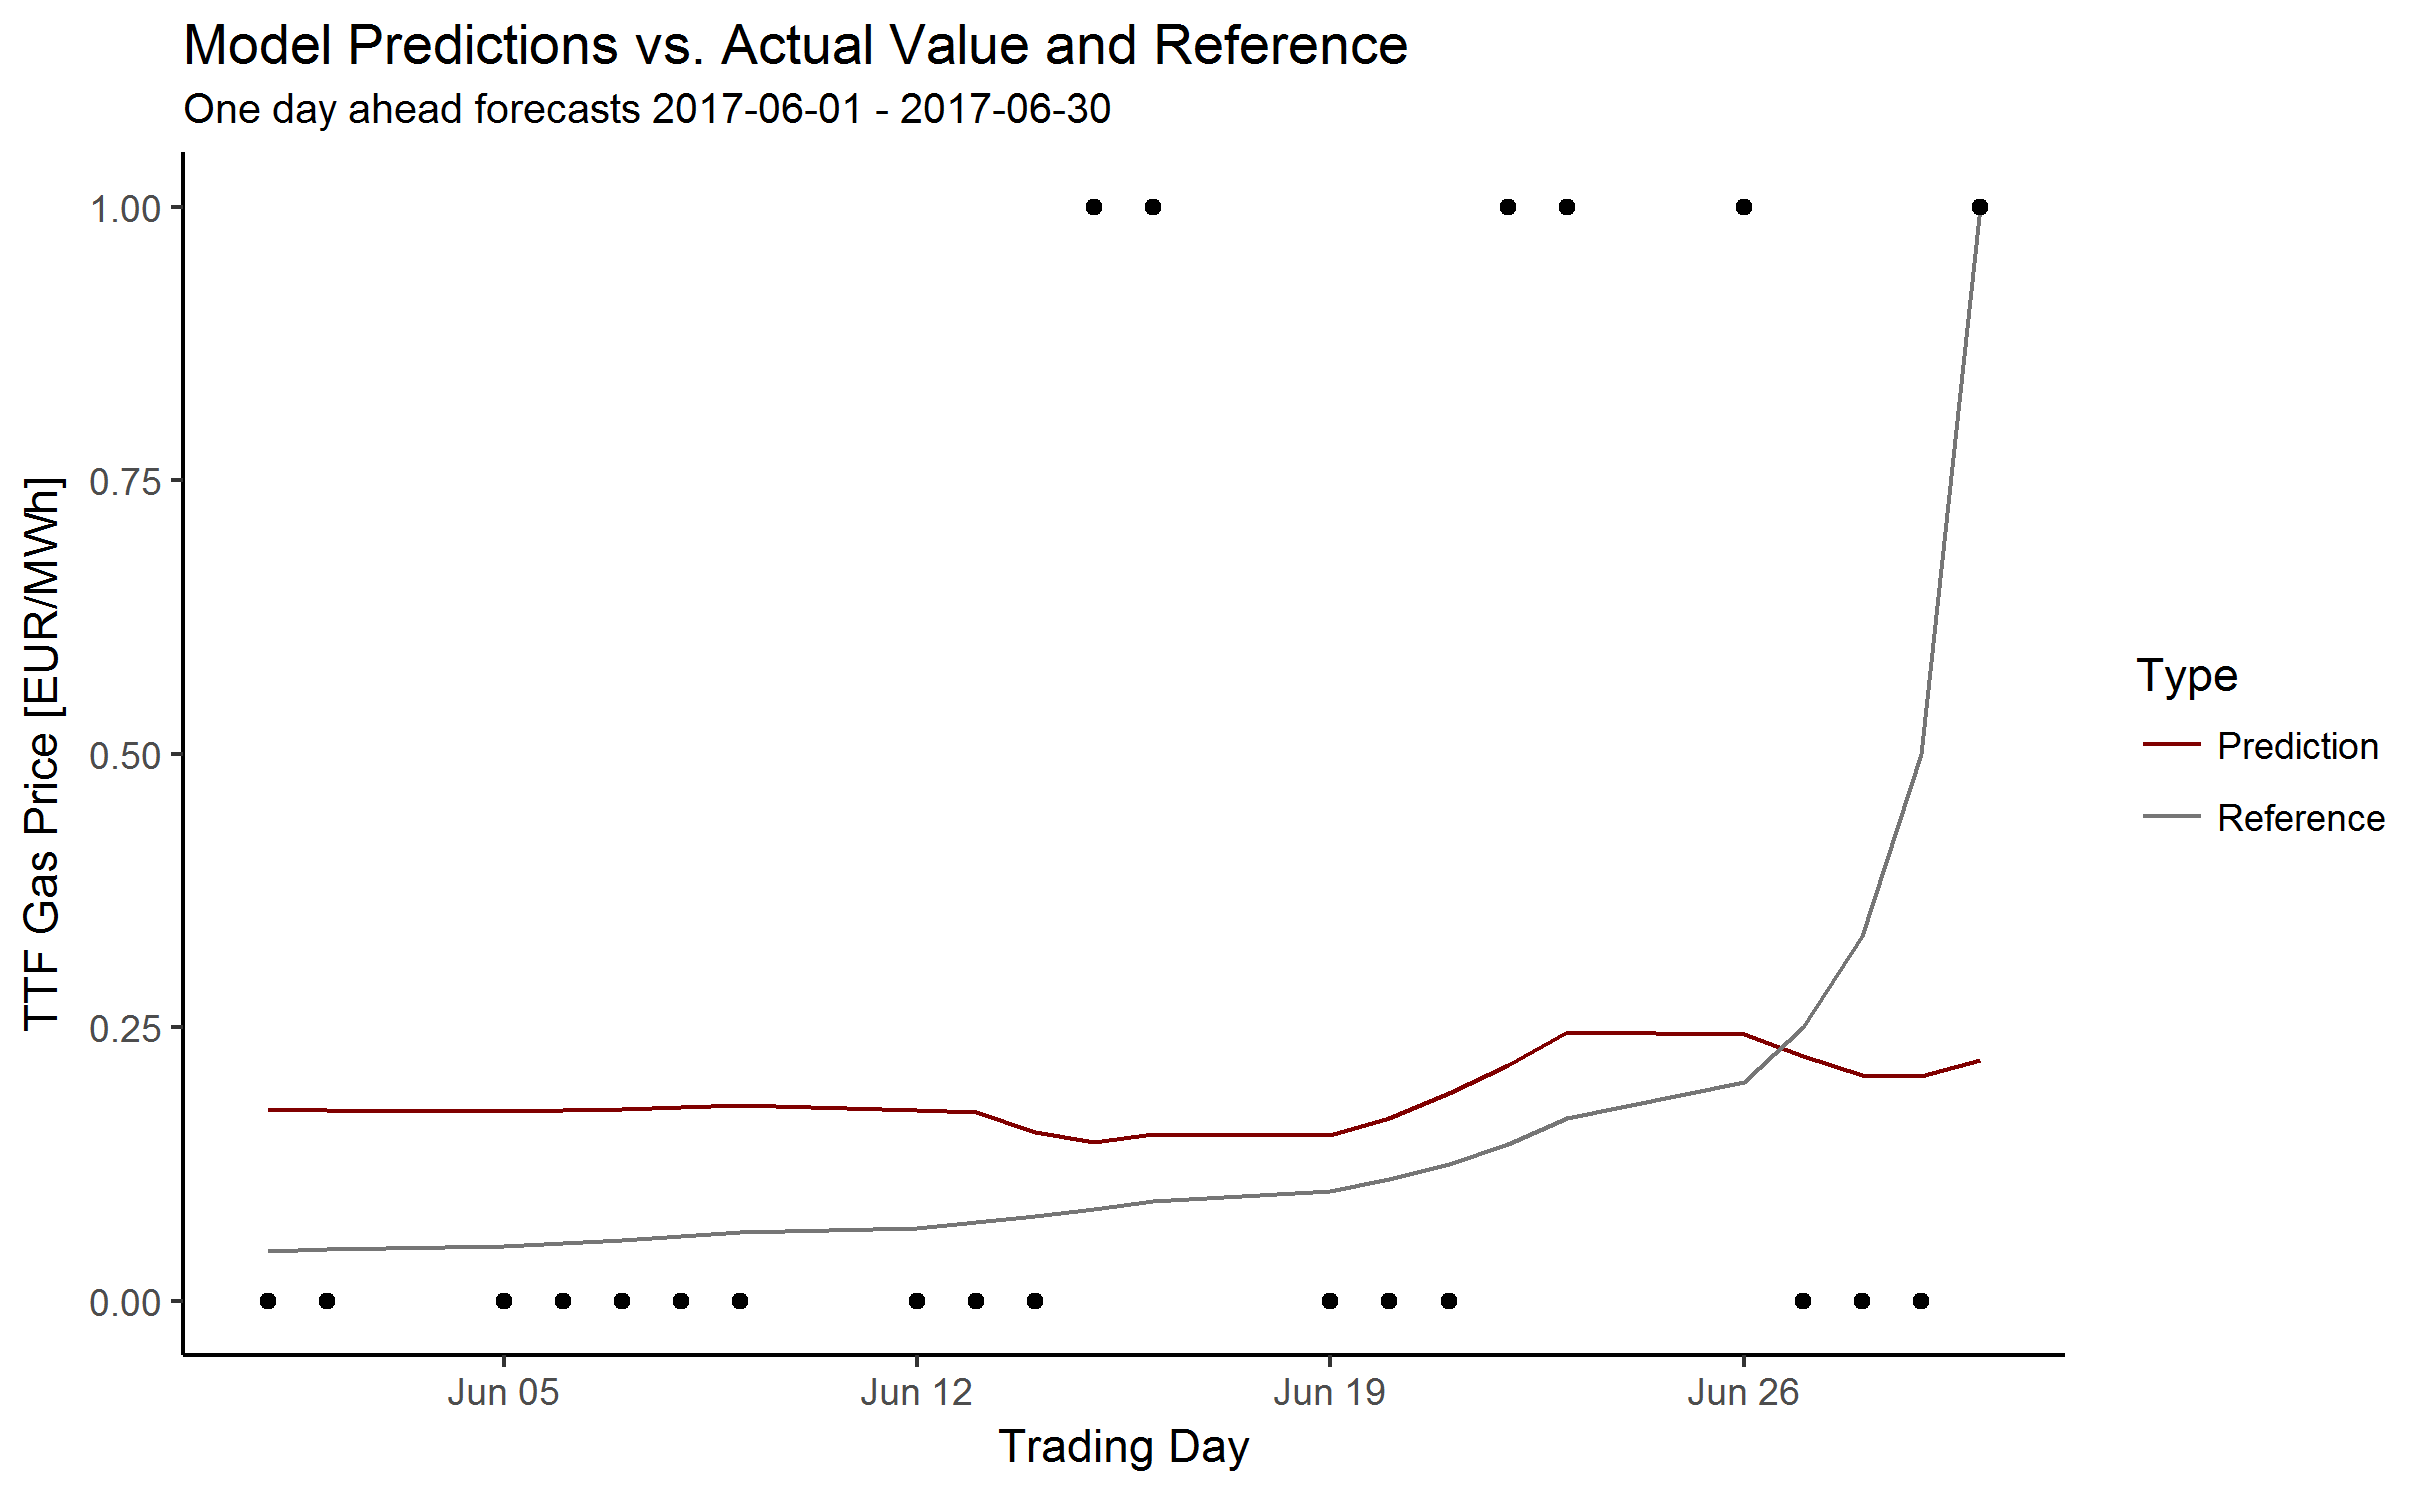 Model Predictions vs. Actual Value and Reference
One day ahead forecasts 2017-06-01 - 2017-06-30
TTF Gas Price [EUR/MWh]
1.00
0.75
0.50
0.25
0.00
Jun 05
Jun 12
Jun 19
Jun 26
Trading Day
Type
Prediction
Reference